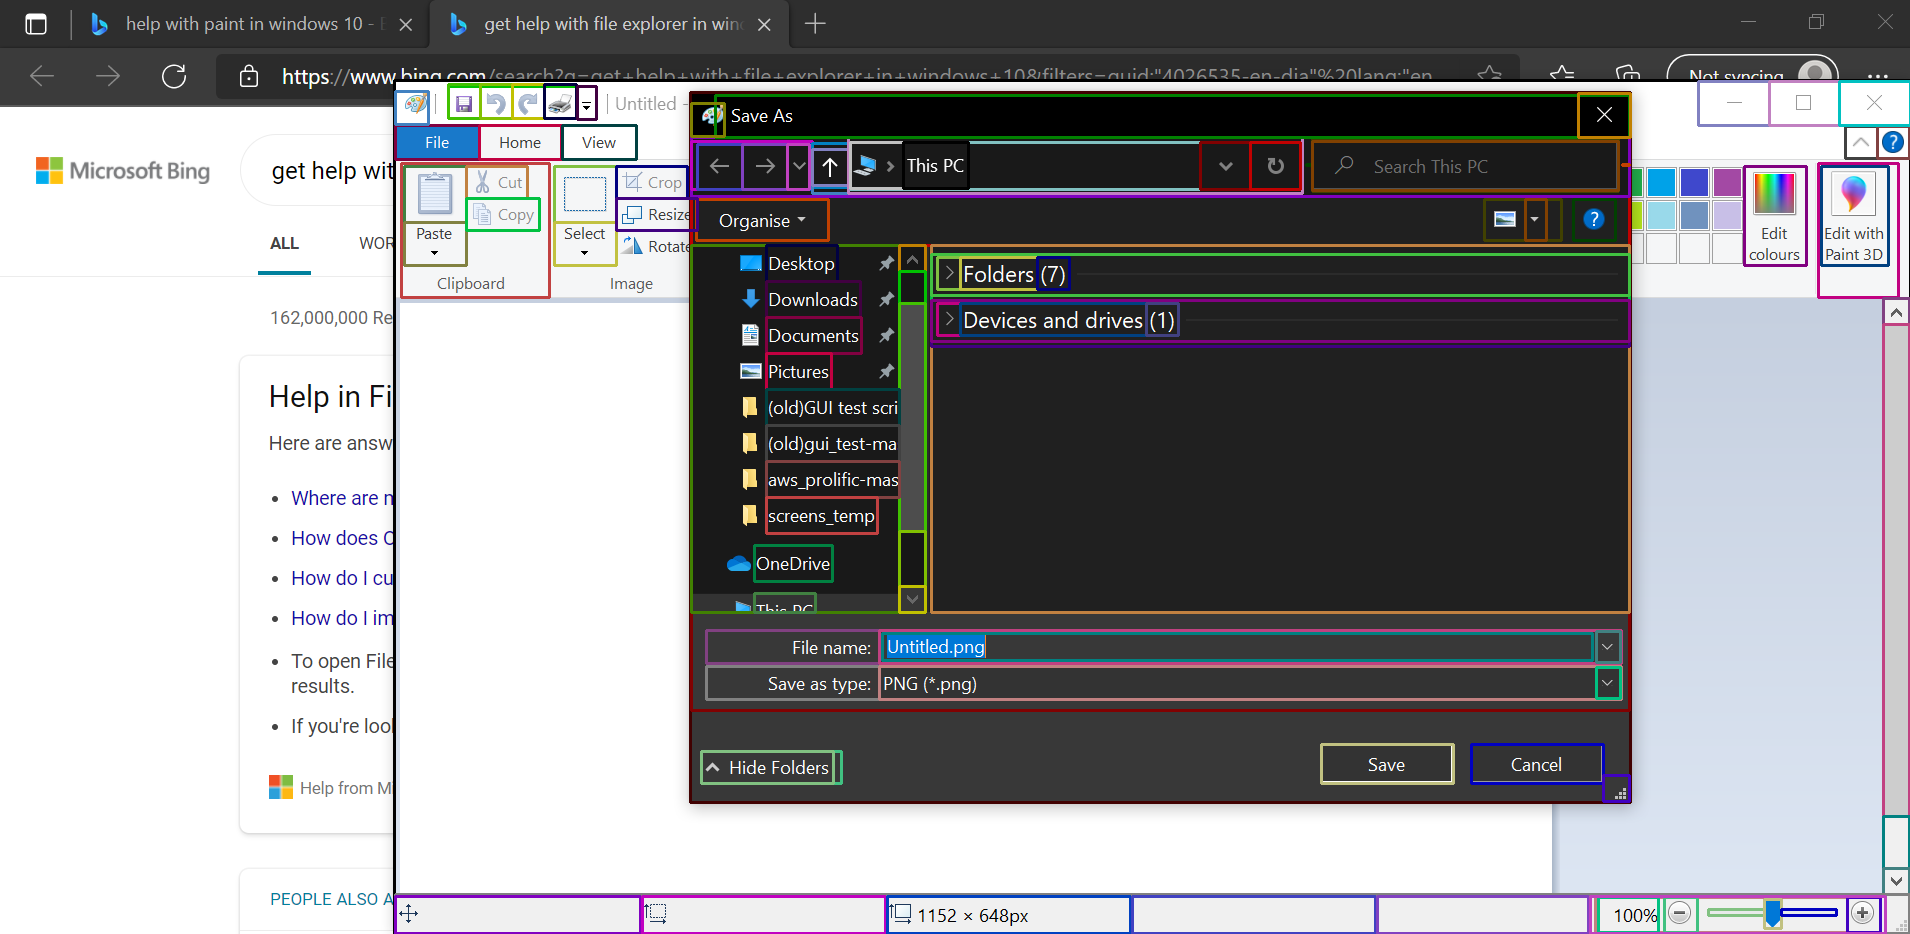 help with paint in windows 10 -
get help with file explorer in win
https://www.bing.com/search?q=get+help+with+file+explorer+in+windows+10&filters=guid:"4026535-en-dia"%20lang:"en
Not syncing
Microsoft Bing
get help wit
ALL
WOR
162,000,000 Re
Help in Fi
Here are answ
Where are m
How does C
How do I cu
How do I im
To open File
results.
If you're loo
Help from Mi
PEOPLE ALSO A
Untitled -
File
Home
View
Paste
Cut
Copy
Clipboard
Select
Crop
Resize
Rotate
Image
Edit
colours
Edit with
Paint 3D
Save As
This PC
Search This PC
Organise
Desktop
Downloads
Documents
Pictures
(old)GUI test scri
(old)gui_test-ma
aws_prolific-mas
screens_temp
OneDrive
This PC
Folders (7)
Devices and drives (1)
File name:
Untitled.png
Save as type:
PNG (*.png)
Hide Folders
Save
Cancel
1152 × 648px
100%